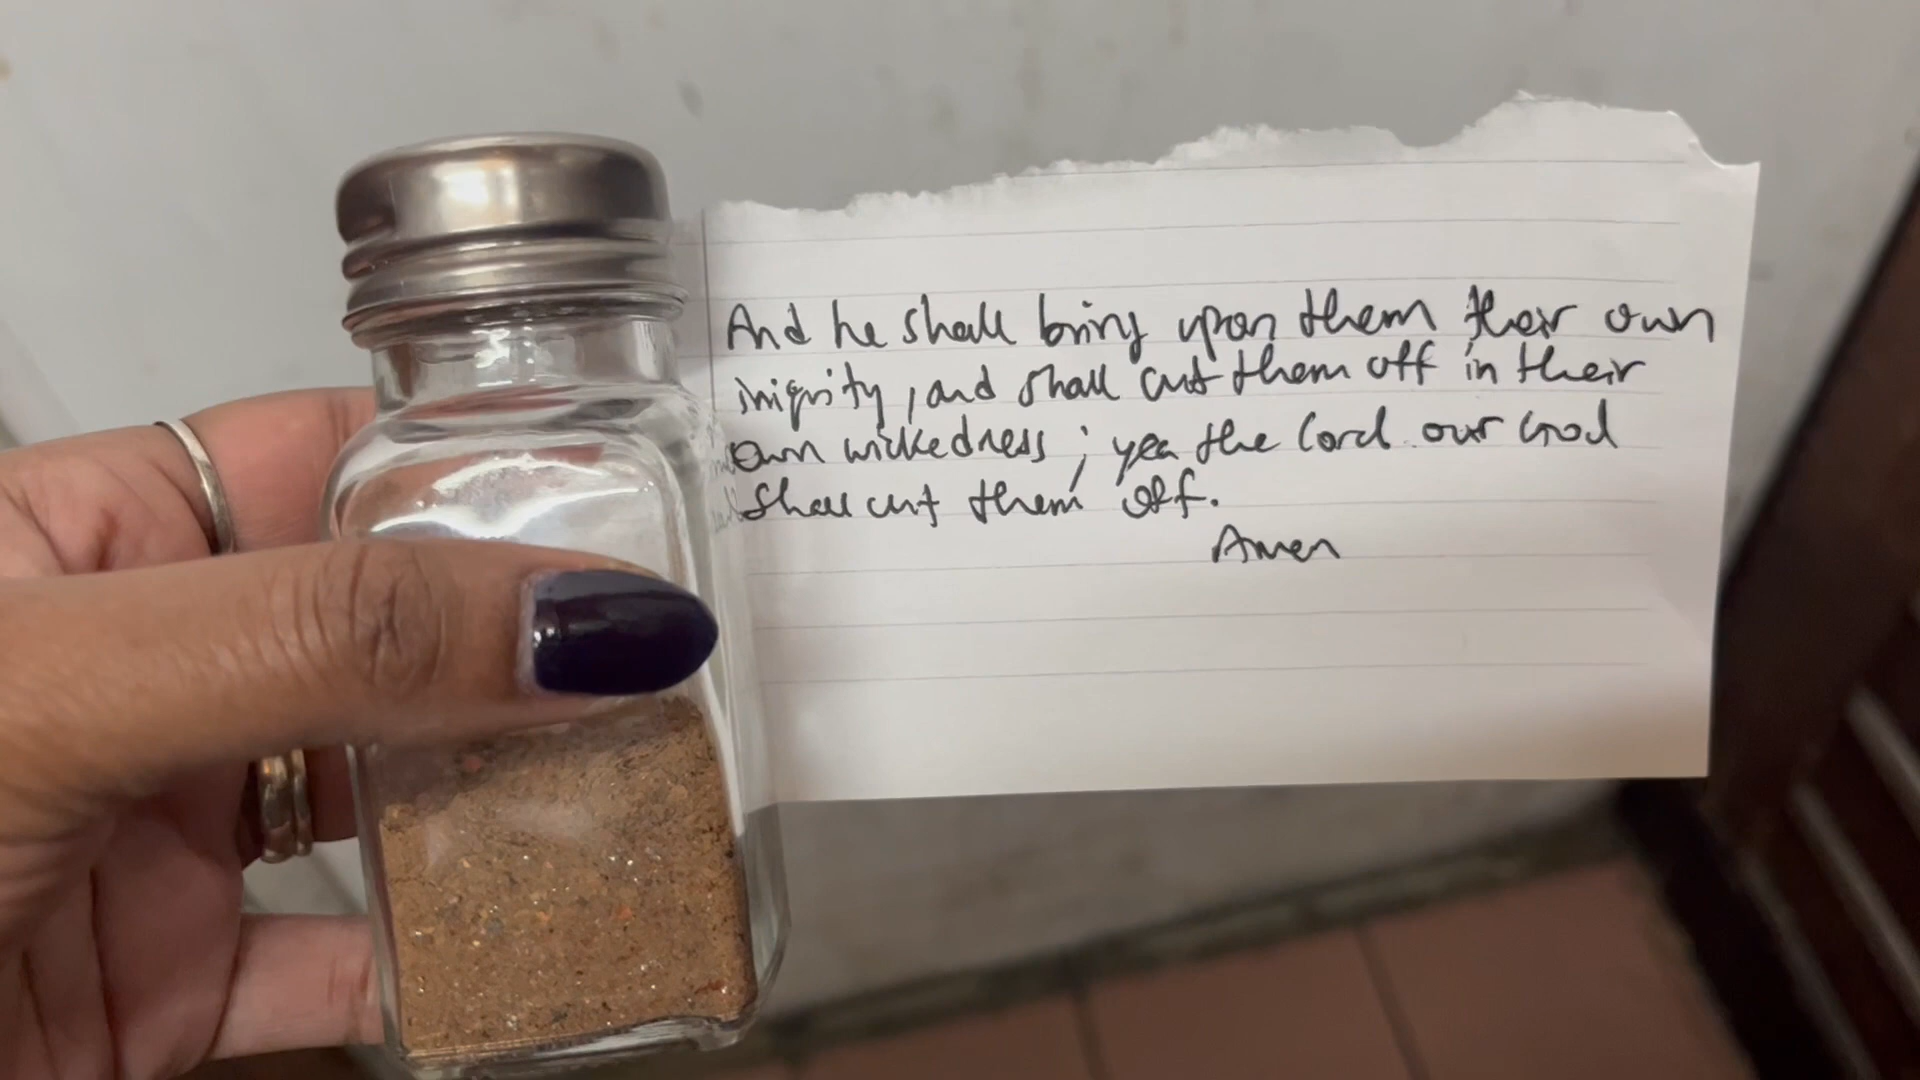 And he shall bring upon them their own
iniqrity, and shall cut them off in their
own wickedness; yea the Lord our God
shall cut them off.
Amen